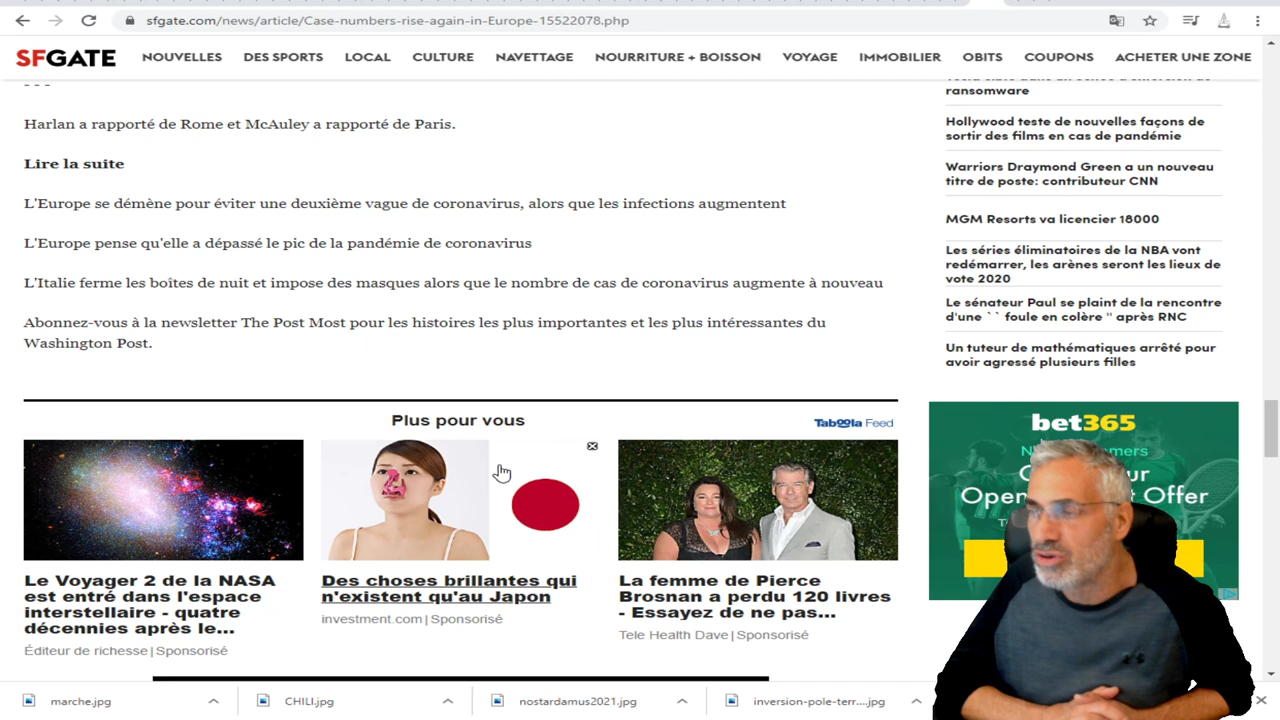 sfgate.com/news/article/Case-numbers-rise-again-in-Europe-15522078.php
SFGATE NOUVELLES DES SPORTS LOCAL CULTURE NAVETTAGE NOURRITURE + BOISSON VOYAGE IMMOBILIER OBITS COUPONS ACHETER UNE ZONE
- - -
Harlan a rapporté de Rome et McAuley a rapporté de Paris.
Lire la suite
L'Europe se démène pour éviter une deuxième vague de coronavirus, alors que les infections augmentent
L'Europe pense qu'elle a dépassé le pic de la pandémie de coronavirus
L'Italie ferme les boîtes de nuit et impose des masques alors que le nombre de cas de coronavirus augmente à nouveau
Abonnez-vous à la newsletter The Post Most pour les histoires les plus importantes et les plus intéressantes du
Washington Post.
ransomware
Hollywood teste de nouvelles façons de
sortir des films en cas de pandémie
Warriors Draymond Green a un nouveau
titre de poste: contributeur CNN
MGM Resorts va licencier 18000
Les séries éliminatoires de la NBA vont
redémarrer, les arènes seront les lieux de
vote 2020
Le sénateur Paul se plaint de la rencontre
d'une `` foule en colère '' après RNC
Un tuteur de mathématiques arrêté pour
avoir agressé plusieurs filles
Plus pour vous
Taboola Feed
Le Voyager 2 de la NASA
est entré dans l'espace
interstellaire - quatre
décennies après le...
Éditeur de richesse | Sponsorisé
Des choses brillantes qui
n'existent qu'au Japon
investment.com | Sponsorisé
La femme de Pierce
Brosnan a perdu 120 livres
- Essayez de ne pas...
Tele Health Dave | Sponsorisé
bet365
Offer
marche.jpg
CHILI.jpg
nostardamus2021.jpg
inversion-pole-terr....jpg